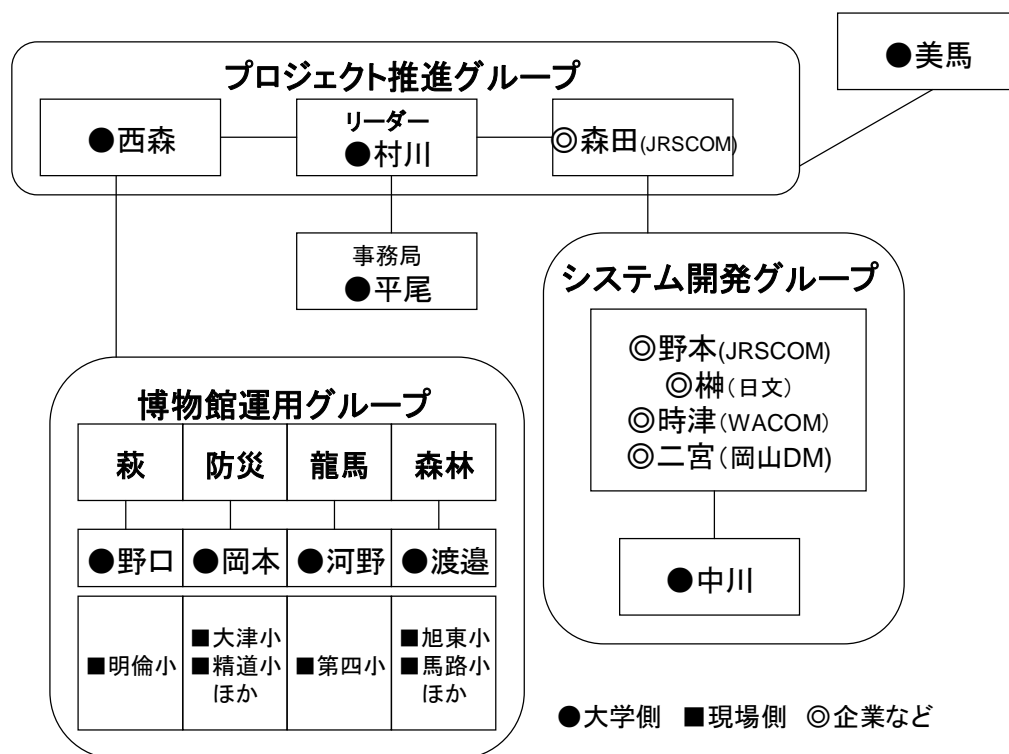 ●美馬
プロジェクト推進グループ
●西森
リーダー
●村川
◎森田(JRSCOM)
事務局
●平尾
システム開発グループ
◎野本(JRSCOM)
◎榊（日文）
◎時津（WACOM）
◎二宮（岡山DM）
●中川
博物館運用グループ
萩 防災 龍馬 森林
●野口 ●岡本 ●河野 ●渡邉
■明倫小
■大津小
■精道小
ほか
■第四小
■旭東小
■馬路小
ほか
●大学側 ■現場側 ◎企業など